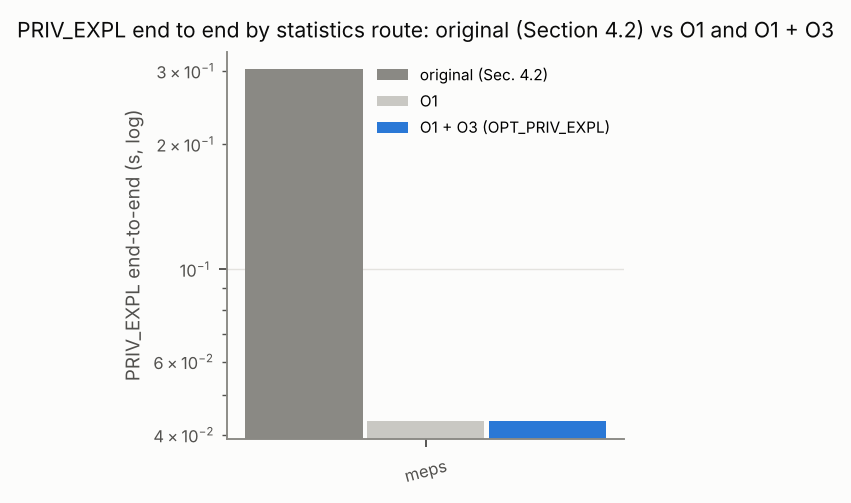 PRIV_EXPL end to end by statistics route: original (Section 4.2) vs O1 and O1 + O3
original (Sec. 4.2)
O1
O1 + O3 (OPT_PRIV_EXPL)
PRIV_EXPL end-to-end (s, log)
3 × 10⁻¹
2 × 10⁻¹
10⁻¹
6 × 10⁻²
4 × 10⁻²
meps